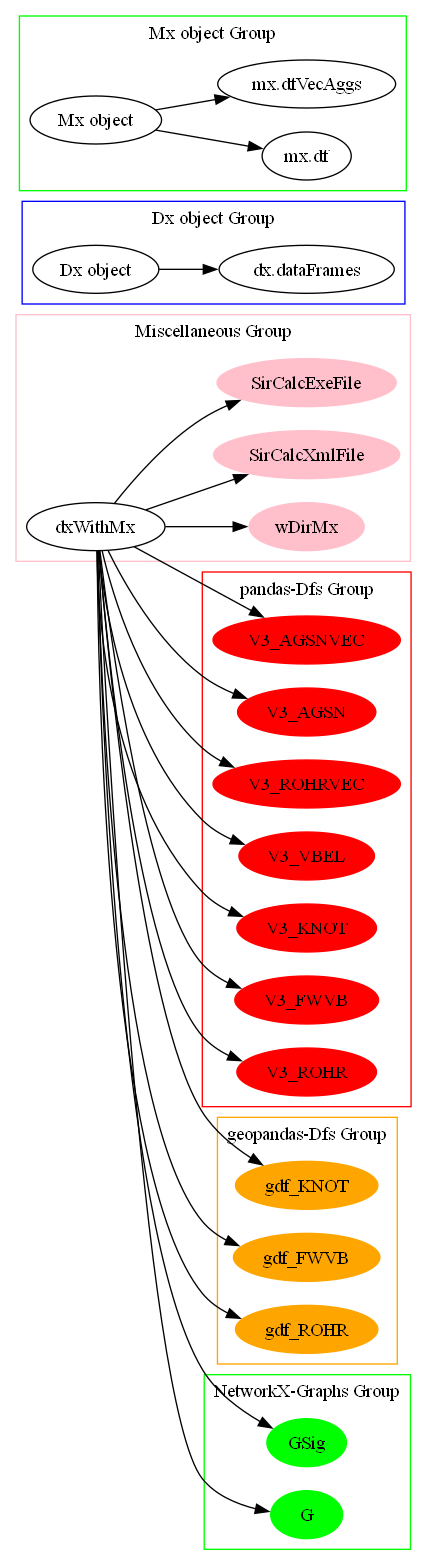 Mx object Group
mx.dfVecAggs
Mx object
mx.df
Dx object Group
Dx object
dx.dataFrames
Miscellaneous Group
SirCalcExeFile
SirCalcXmlFile
dxWithMx
wDirMx
pandas-Dfs Group
V3_AGSNVEC
V3_AGSN
V3_ROHRVEC
V3_VBEL
V3_KNOT
V3_FWVB
V3_ROHR
geopandas-Dfs Group
gdf_KNOT
gdf_FWVB
gdf_ROHR
NetworkX-Graphs Group
GSig
G